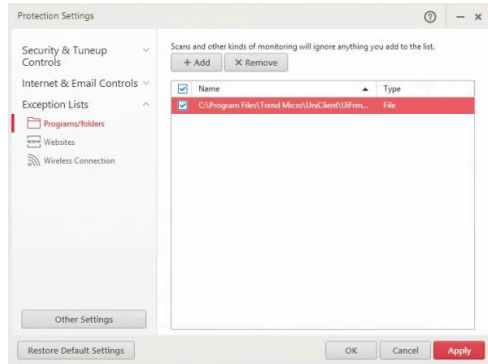 Protection Settings
Security & Tuneup
Controls
Internet & Email Controls
Exception Lists
Programs/folders
www Websites
Wireless Connection
Other Settings
Scans and other kinds of monitoring will ignore anything you add to the list.
+ Add
X Remove
Name
Type
C:\Program Files\Trend Micro\UniClient\UiFrm...
File
Restore Default Settings
OK
Cancel
Apply